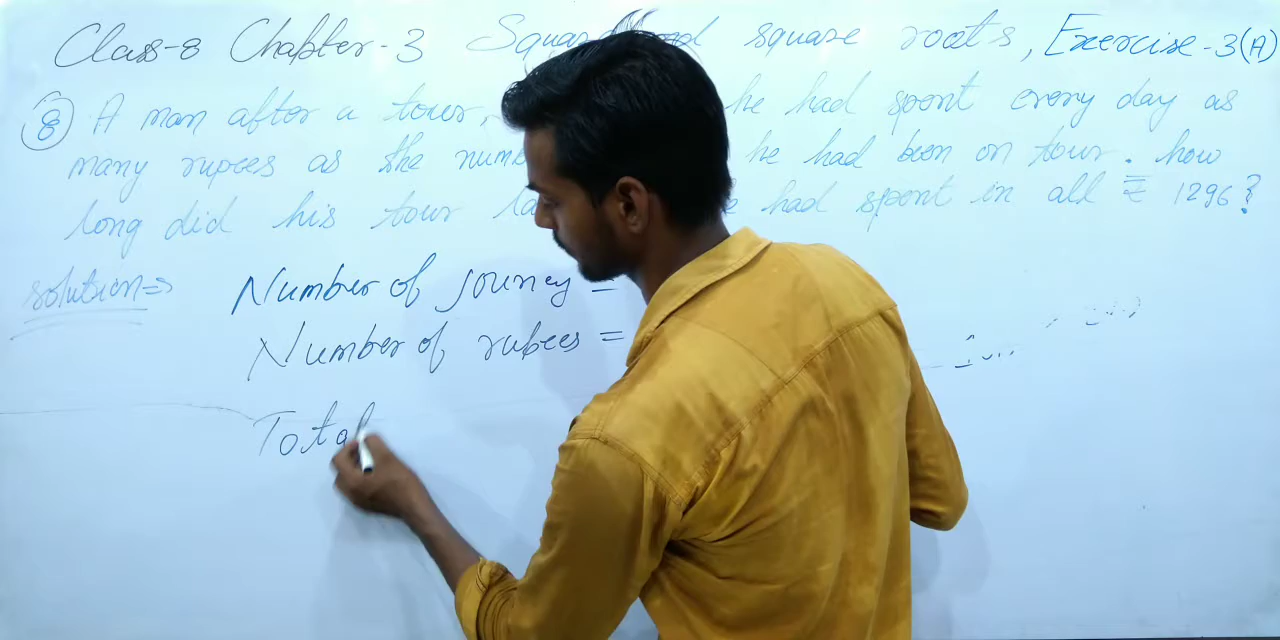 Class-8 Chapter-3 Squar square roots, Exercise-3(A)
8 A man after a tour, he had spent every day as
many rupees as the num he had been on tour. how
long did his tour la e had spent in all ₹ 1296?
solution⇒ Number of journey =
Number of rubees =
Total